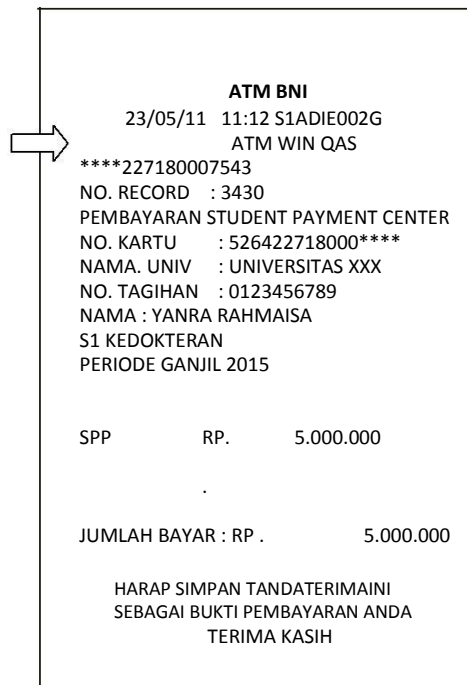 ATM BNI
23/05/11 11:12 S1ADIE002G
ATM WIN QAS
****227180007543
NO. RECORD : 3430
PEMBAYARAN STUDENT PAYMENT CENTER
NO. KARTU : 526422718000****
NAMA. UNIV : UNIVERSITAS XXX
NO. TAGIHAN : 0123456789
NAMA : YANRA RAHMAISA
S1 KEDOKTERAN
PERIODE GANJIL 2015
SPP RP. 5.000.000
.
JUMLAH BAYAR : RP . 5.000.000
HARAP SIMPAN TANDATERIMAINI
SEBAGAI BUKTI PEMBAYARAN ANDA
TERIMA KASIH